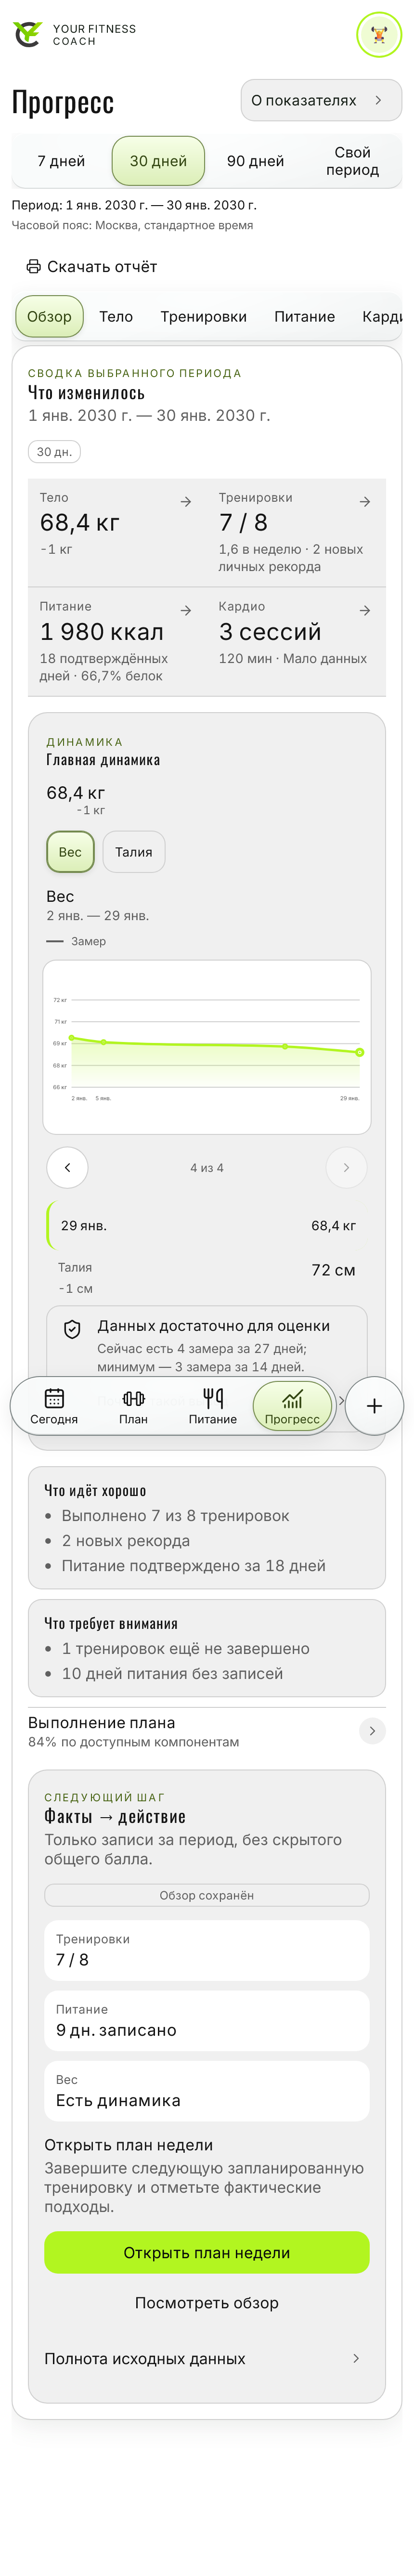 YOUR FITNESS
COACH
Прогресс
О показателях
7 дней
30 дней
90 дней
Свой
период
Период: 1 янв. 2030 г. — 30 янв. 2030 г.
Часовой пояс: Москва, стандартное время
Скачать отчёт
Обзор
Тело
Тренировки
Питание
Карди
СВОДКА ВЫБРАННОГО ПЕРИОДА
Что изменилось
1 янв. 2030 г. — 30 янв. 2030 г.
30 дн.
Тело
68,4 кг
-1 кг
Тренировки
7 / 8
1,6 в неделю · 2 новых
личных рекорда
Питание
1 980 ккал
18 подтверждённых
дней · 66,7% белок
Кардио
3 сессий
120 мин · Мало данных
ДИНАМИКА
Главная динамика
68,4 кг
-1 кг
Вес
Талия
Вес
2 янв. — 29 янв.
Замер
72 кг
71 кг
69 кг
68 кг
66 кг
2 янв.
5 янв.
29 янв.
4 из 4
29 янв.
68,4 кг
Талия
72 см
-1 см
Данных достаточно для оценки
Сейчас есть 4 замера за 27 дней;
минимум — 3 замера за 14 дней.
Сегодня
План
Питание
Прогресс
Что идёт хорошо
Выполнено 7 из 8 тренировок
2 новых рекорда
Питание подтверждено за 18 дней
Что требует внимания
1 тренировок ещё не завершено
10 дней питания без записей
Выполнение плана
84% по доступным компонентам
СЛЕДУЮЩИЙ ШАГ
Факты → действие
Только записи за период, без скрытого
общего балла.
Обзор сохранён
Тренировки
7 / 8
Питание
9 дн. записано
Вес
Есть динамика
Открыть план недели
Завершите следующую запланированную
тренировку и отметьте фактические
подходы.
Открыть план недели
Посмотреть обзор
Полнота исходных данных